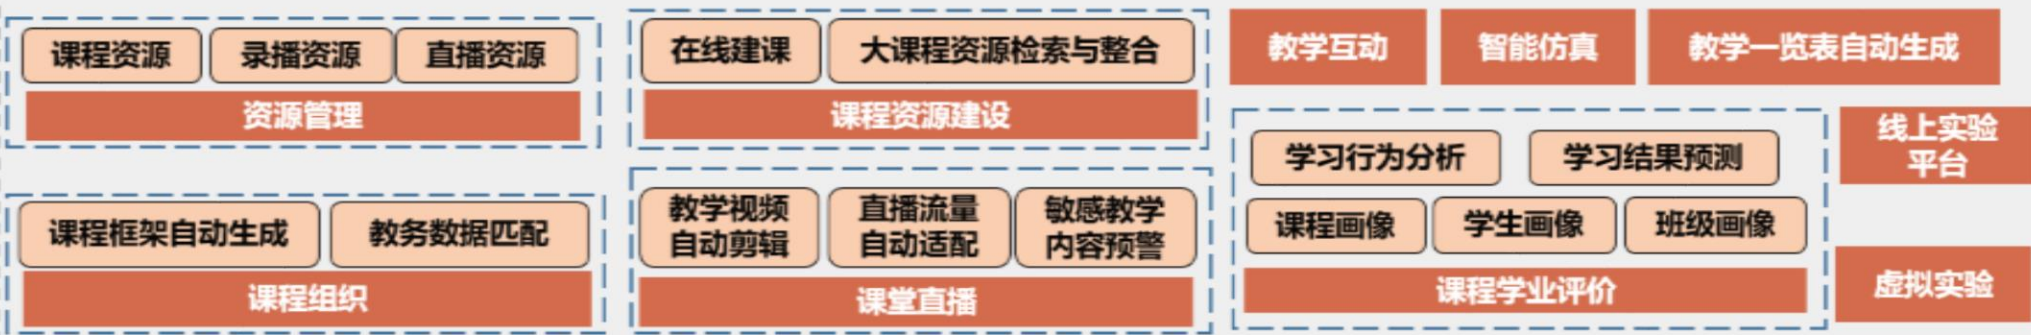 课程资源
录播资源
直播资源
资源管理
在线建课
大课程资源检索与整合
课程资源建设
教学互动
智能仿真
教学一览表自动生成
课程框架自动生成
教务数据匹配
课程组织
教学视频
自动剪辑
直播流量
自动适配
敏感教学
内容预警
课堂直播
学习行为分析
学习结果预测
课程画像
学生画像
班级画像
课程学业评价
线上实验
平台
虚拟实验